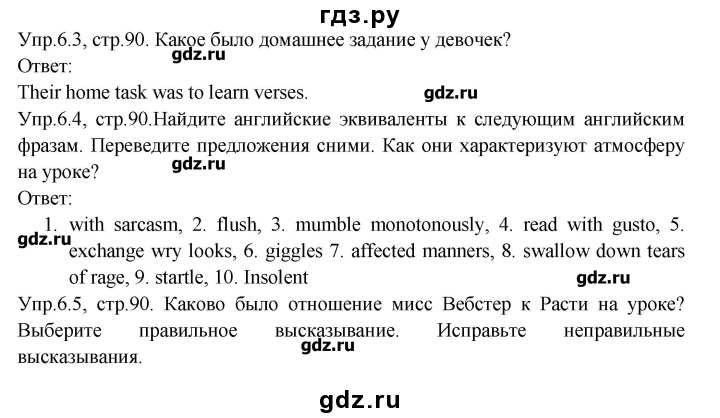 гдз.ру
Упр.6.3, стр.90. Какое было домашнее задание у девочек?
gdz.ru
Ответ:
Their home task was to learn verses.
gdz.ru
Упр.6.4, стр.90.Найдите английские эквиваленты к следующим английским
фразам. Переведите предложения сними. Как они характеризуют атмосферу
на уроке?
gdz.ru
Ответ:
1. with sarcasm, 2. flush, 3. mumble monotonously, 4. read with gusto, 5.
gdz.ru
exchange wry looks, 6. giggles 7. affected manners, 8. swallow down tears
of rage, 9. startle, 10. Insolent
gdz.ru
Упр.6.5, стр.90. Каково было отношение мисс Вебстер к Расти на уроке?
Выберите правильное высказывание. Исправьте неправильные
gdz.ru
высказывания.
gdz.ru